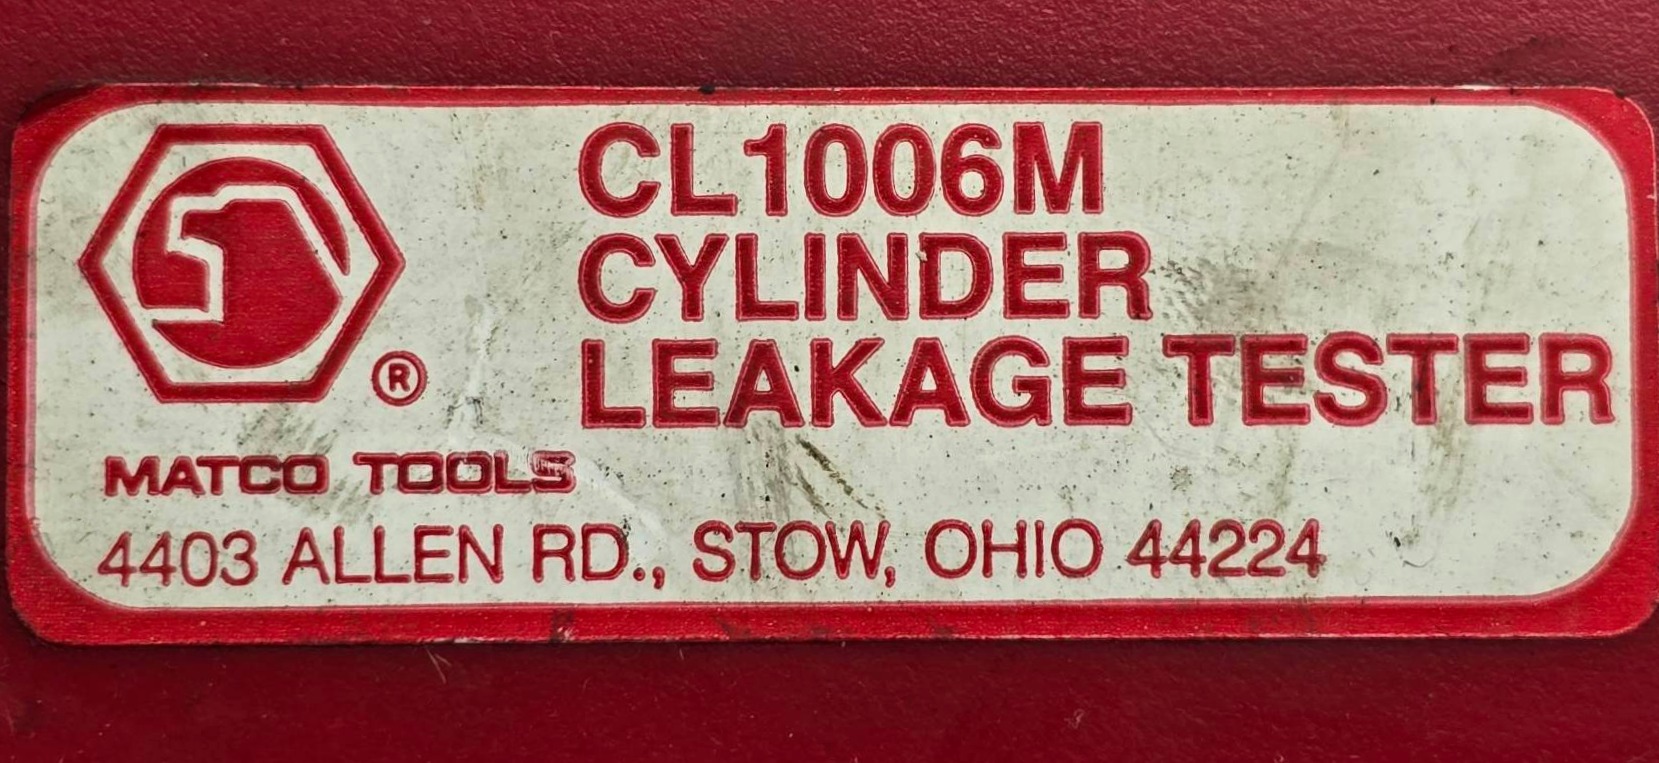 CL1006M
CYLINDER
LEAKAGE TESTER
®
MATCO TOOLS
4403 ALLEN RD., STOW, OHIO 44224